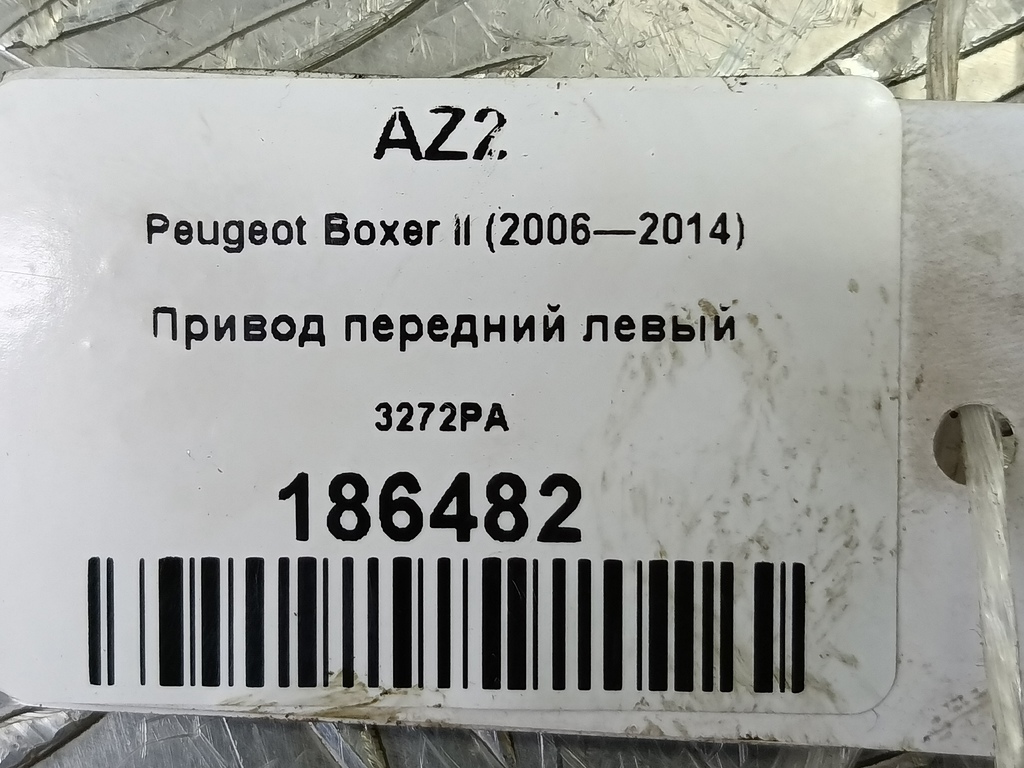 AZ2
Peugeot Boxer II (2006—2014)
Привод передний левый
3272PA
186482